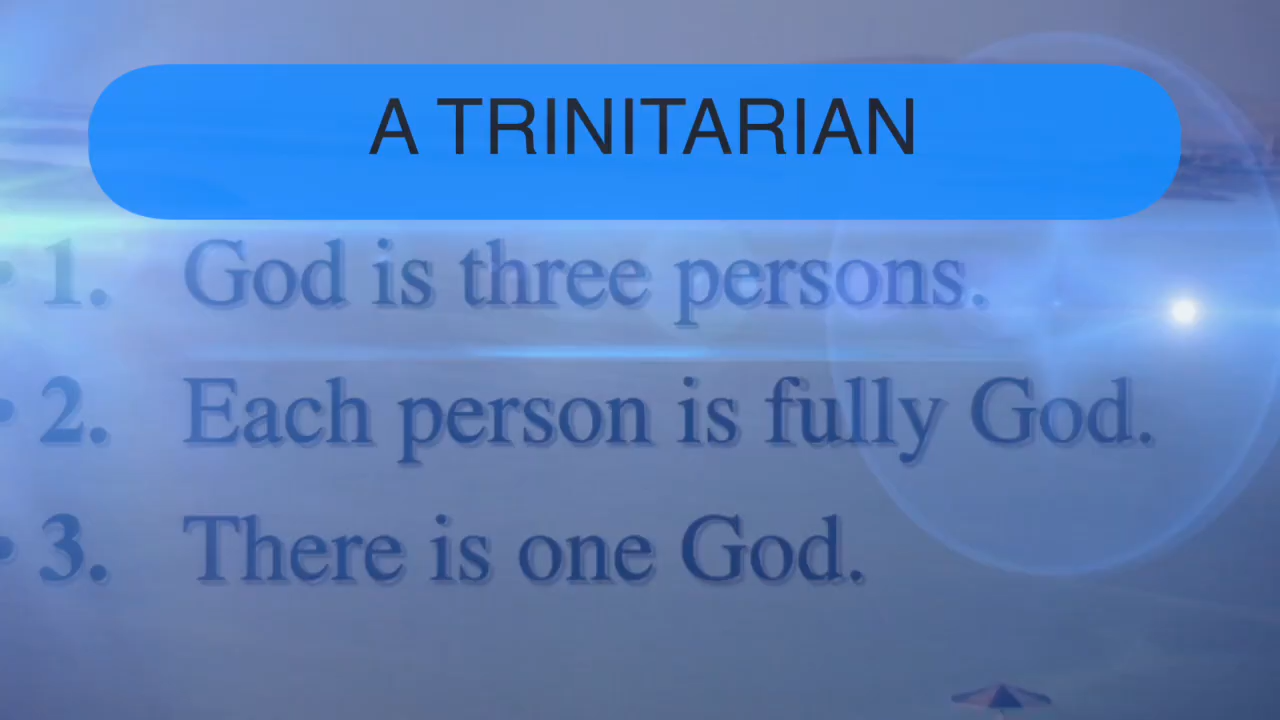 A TRINITARIAN
• 1. God is three persons.
• 2. Each person is fully God.
• 3. There is one God.